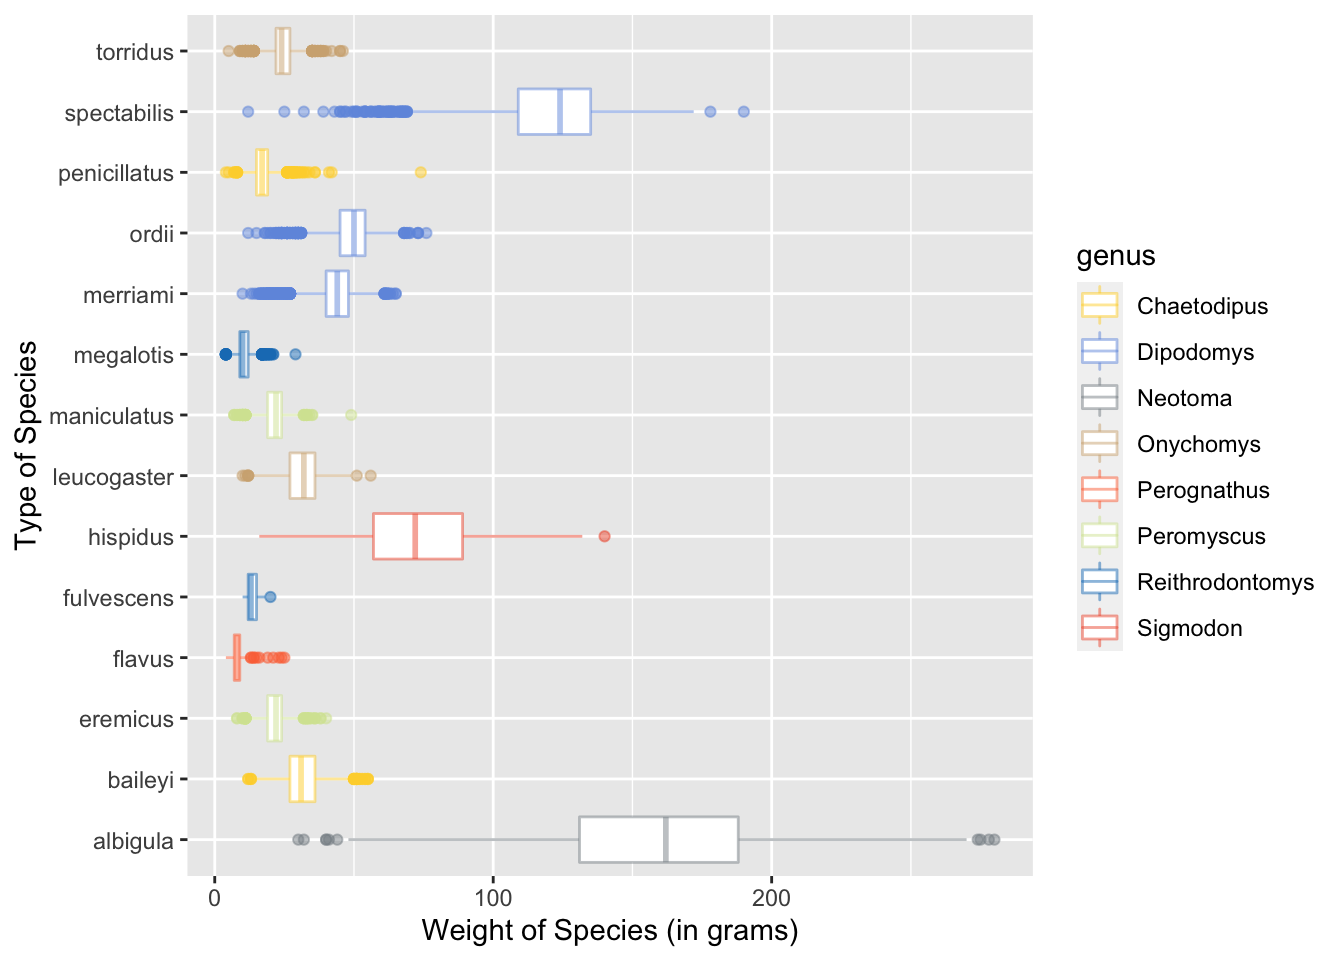 torridus
spectabilis
penicillatus
ordii
merriami
megalotis
maniculatus
leucogaster
hispidus
fulvescens
flavus
eremicus
baileyi
albigula
Type of Species
0 100 200
Weight of Species (in grams)
genus
Chaetodipus
Dipodomys
Neotoma
Onychomys
Perognathus
Peromyscus
Reithrodontomys
Sigmodon